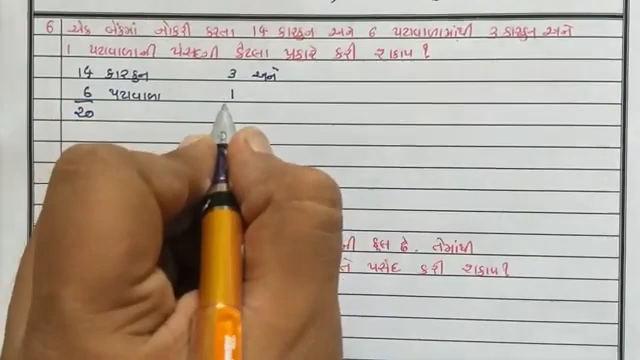 6 એક બેંકમાં નોકરી કરતા 14 કારકુન અને 6 પટાવાળામાંથી 3 કારકુન અને
1 પટાવાળાની પસંદગી કેટલા પ્રકારે કરી શકાય?
14 કારકુન 3 અને
6 પટાવાળા 1
20
ફૂલ છે. તેમાંથી
પસંદ કરી શકાય?